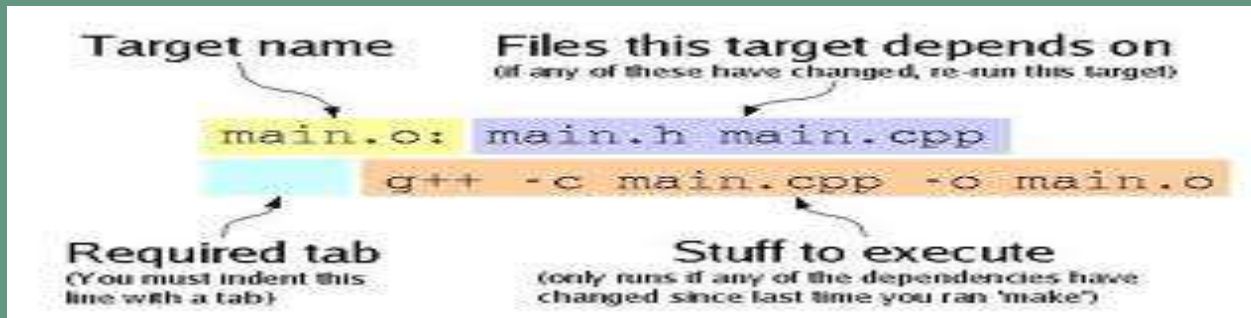 Target name
Files this target depends on
(if any of these have changed, re-run this target)
main.o: main.h main.cpp
g++ -c main.cpp -o main.o
Required tab
(You must indent this
line with a tab)
Stuff to execute
(only runs if any of the dependencies have
changed since last time you ran 'make')